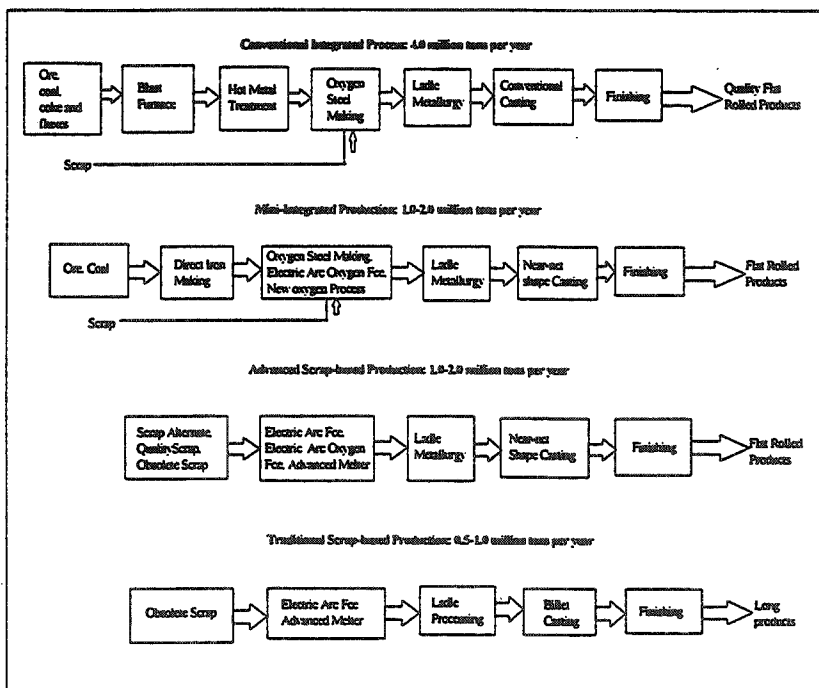 Conventional Integrated Process: 4.0 million tons per year
Ore,
coal,
coke and
fluxes
Blast
Furnace
Hot Metal
Treatment
Oxygen
Steel
Making
Ladle
Metallurgy
Conventional
Casting
Finishing
Quality Flat
Rolled Products
Scrap
Mini-Integrated Production: 1.0-2.0 million tons per year
Ore, Coal
Direct Iron
Making
Oxygen Steel Making,
Electric Arc Oxygen Fce,
New oxygen Process
Ladle
Metallurgy
Near-net
shape Casting
Finishing
Flat Rolled
Products
Scrap
Advanced Scrap-based Production: 1.0-2.0 million tons per year
Scrap Alternate,
Quality Scrap,
Obsolete Scrap
Electric Arc Fce,
Electric Arc Oxygen
Fce, Advanced Melter
Ladle
Metallurgy
Near-net
Shape Casting
Finishing
Flat Rolled
Products
Traditional Scrap-based Production: 0.5-1.0 million tons per year
Obsolete Scrap
Electric Arc Fce
Advanced Melter
Ladle
Processing
Billet
Casting
Finishing
Long
products